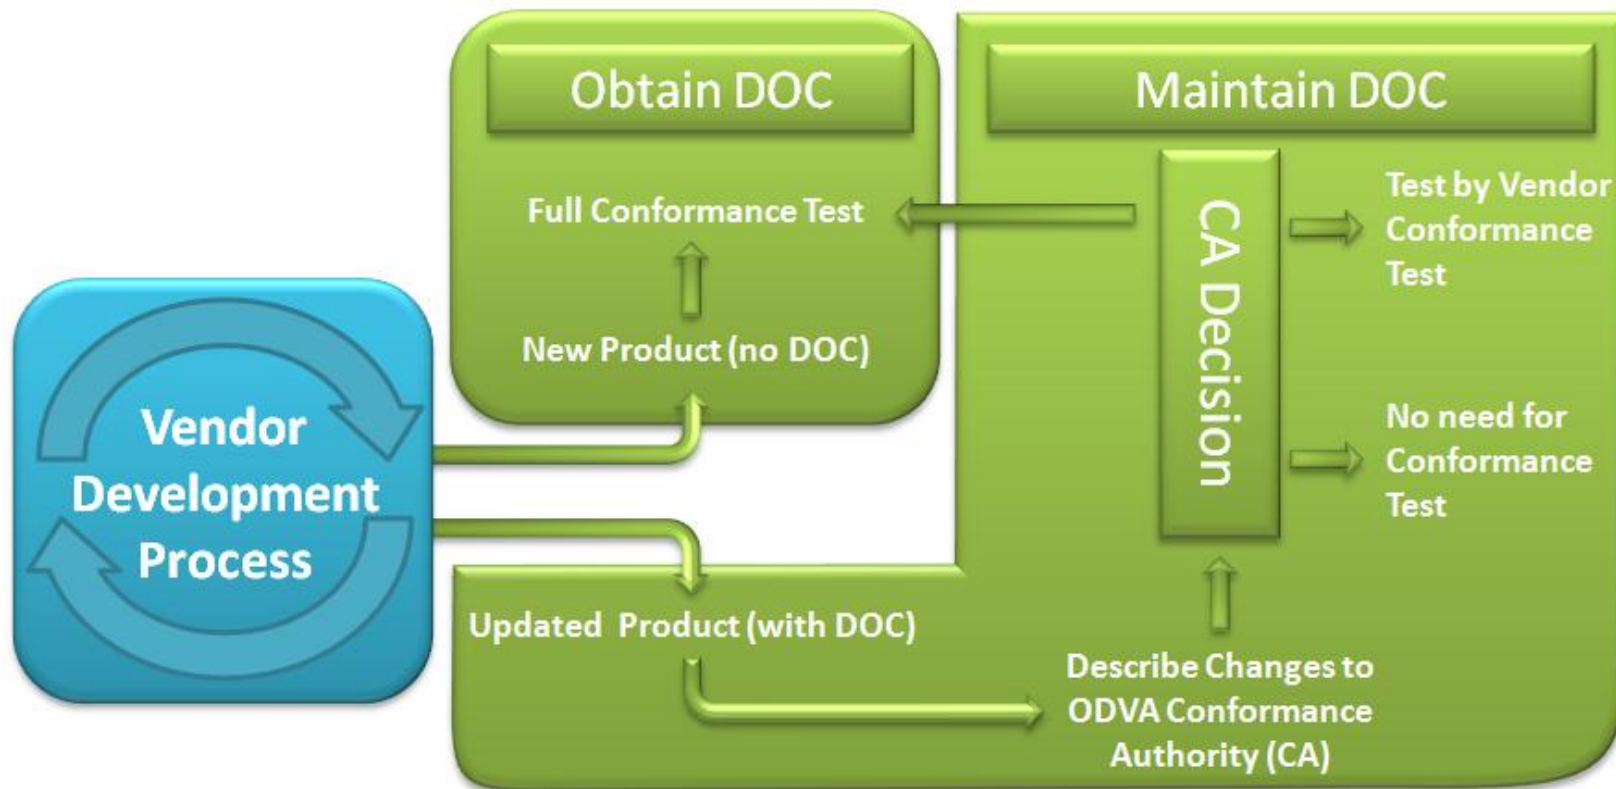 Obtain DOC
Full Conformance Test
New Product (no DOC)
Maintain DOC
CA Decision
Test by Vendor
Conformance
Test
No need for
Conformance
Test
Vendor
Development
Process
Updated Product (with DOC)
Describe Changes to
ODVA Conformance
Authority (CA)